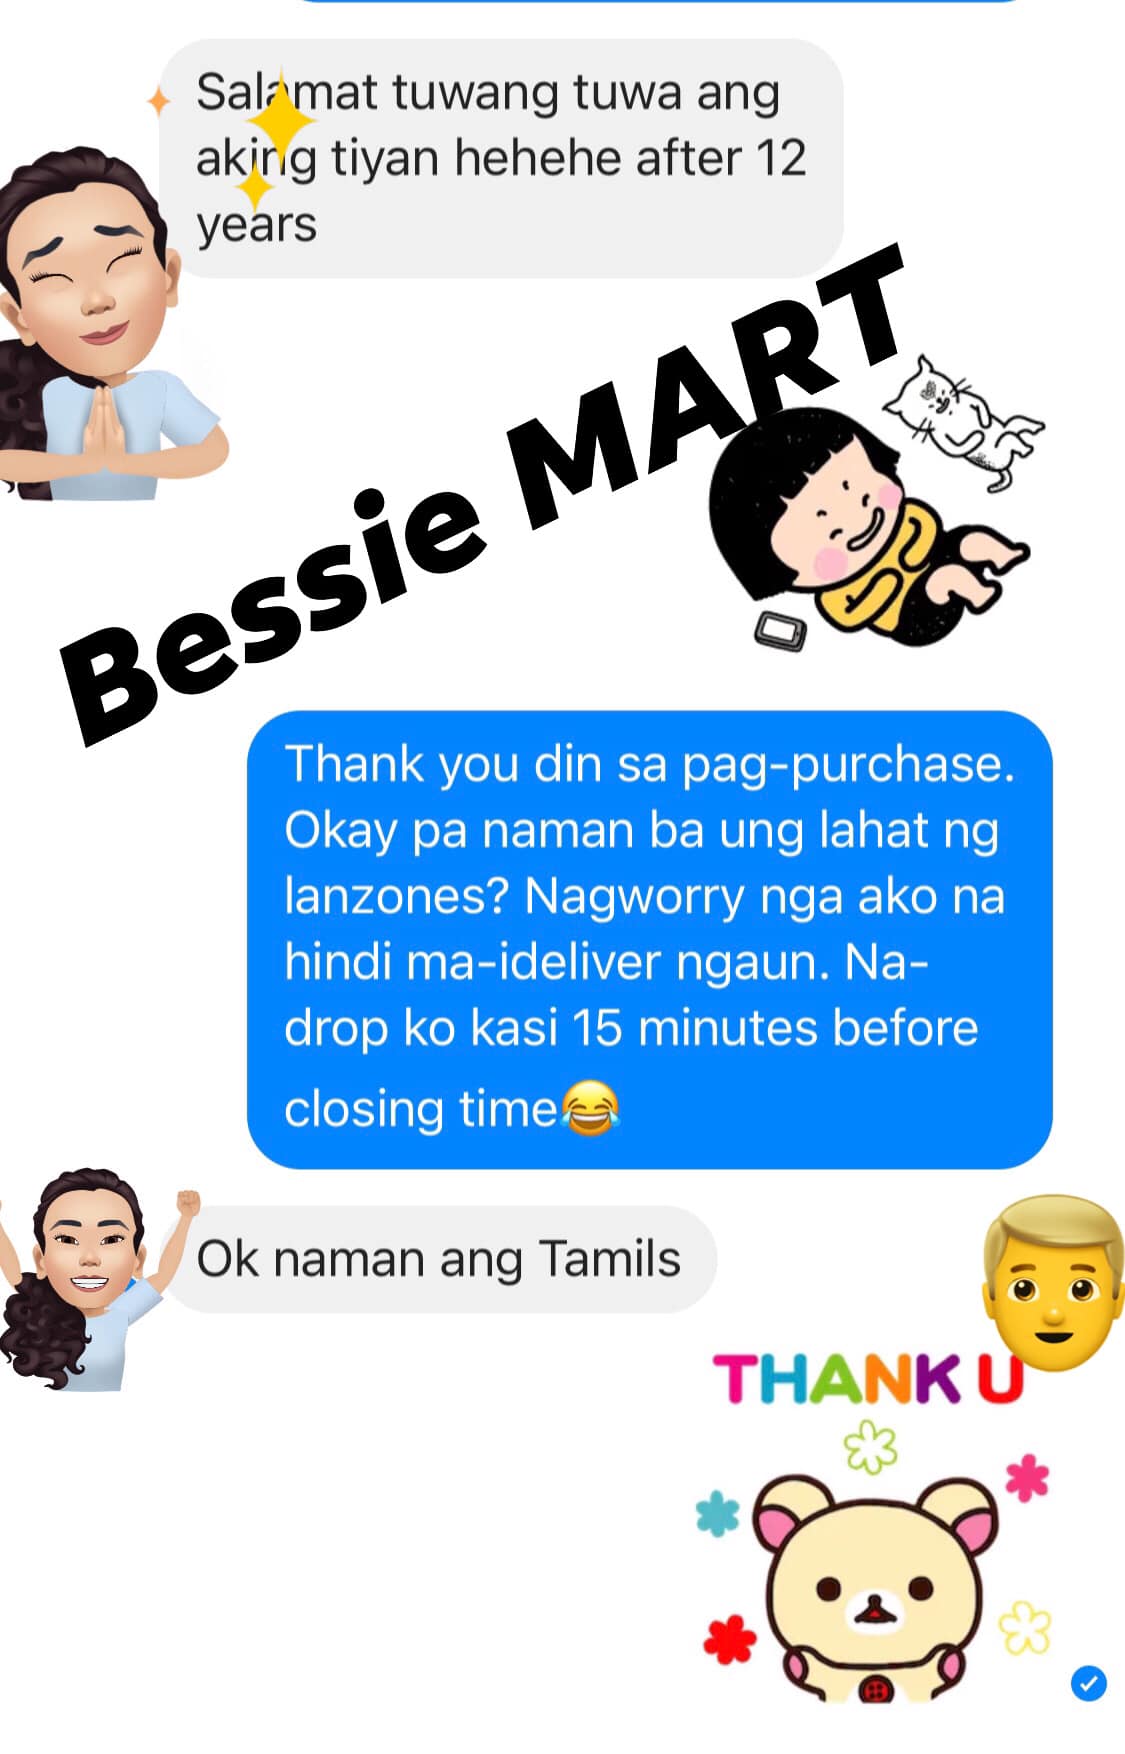 Salamat tuwang tuwa ang
aking tiyan hehehe after 12
years
Bessie MART
Thank you din sa pag-purchase.
Okay pa naman ba ung lahat ng
lanzones? Nagworry nga ako na
hindi ma-ideliver ngaun. Na-
drop ko kasi 15 minutes before
closing time😂
Ok naman ang Tamils
THANK U